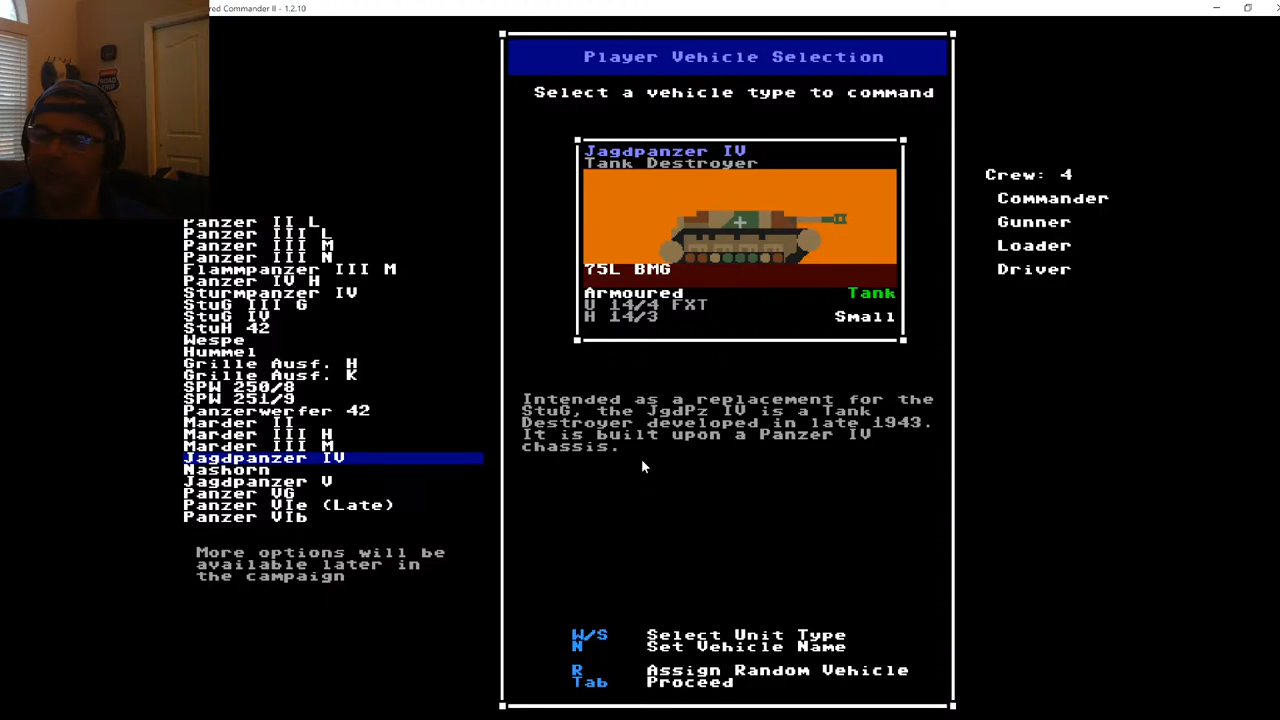 red Commander II - 1.2.10
Player Vehicle Selection
Select a vehicle type to command
Jagdpanzer IV
Tank Destroyer
75L BMG
Armoured Tank
U 14/4 FXT
H 14/3 Small
Crew: 4
Commander
Gunner
Loader
Driver
Panzer II L
Panzer III L
Panzer III M
Panzer III N
Flammpanzer III M
Panzer IV H
Sturmpanzer IV
StuG III G
StuG IV
StuH 42
Wespe
Hummel
Grille Ausf. H
Grille Ausf. K
SPW 250/8
SPW 251/9
Panzerwerfer 42
Marder II
Marder III H
Marder III M
Jagdpanzer IV
Nashorn
Jagdpanzer V
Panzer VG
Panzer VIe (Late)
Panzer VIb
More options will be
available later in
the campaign
Intended as a replacement for the
StuG, the JgdPz IV is a Tank
Destroyer developed in late 1943.
It is built upon a Panzer IV
chassis.
W/S Select Unit Type
N Set Vehicle Name
R Assign Random Vehicle
Tab Proceed